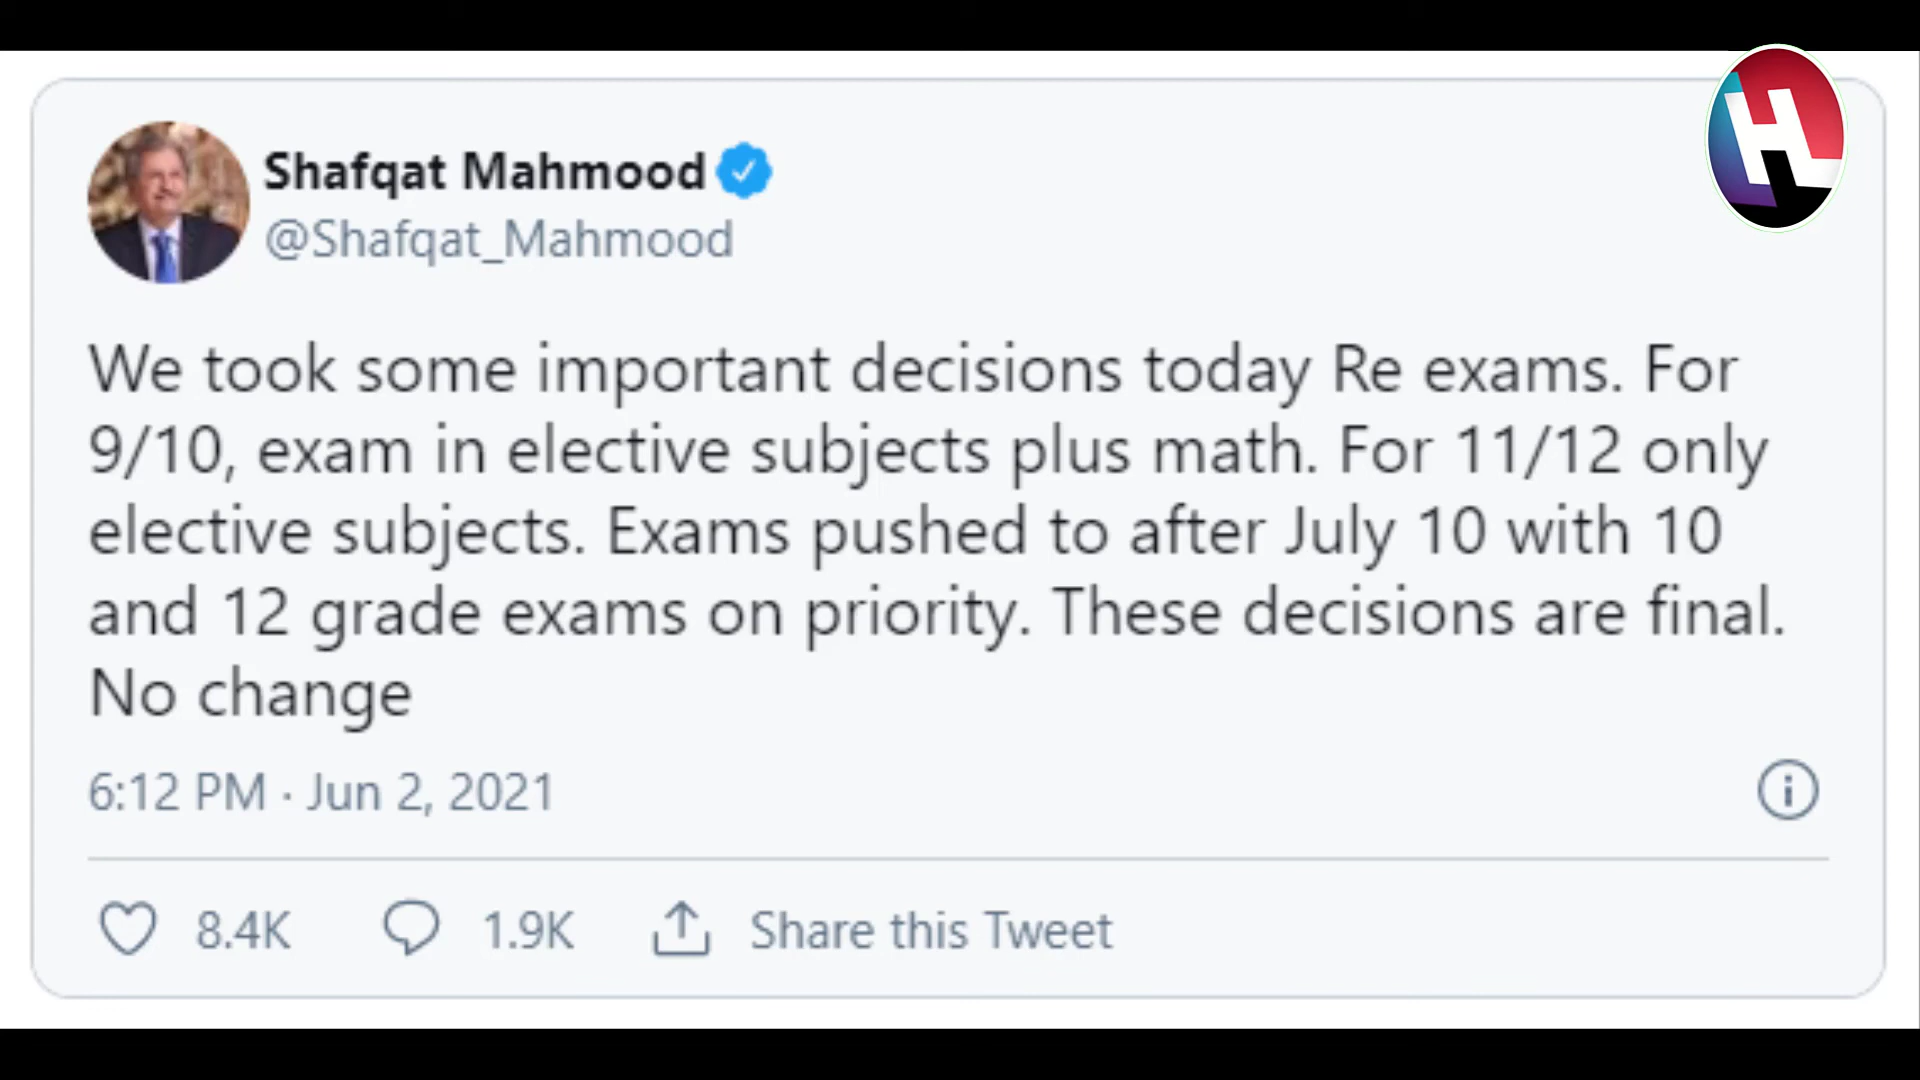 Shafqat Mahmood
@Shafqat_Mahmood
H
We took some important decisions today Re exams. For
9/10, exam in elective subjects plus math. For 11/12 only
elective subjects. Exams pushed to after July 10 with 10
and 12 grade exams on priority. These decisions are final.
No change
6:12 PM · Jun 2, 2021
8.4K 1.9K Share this Tweet